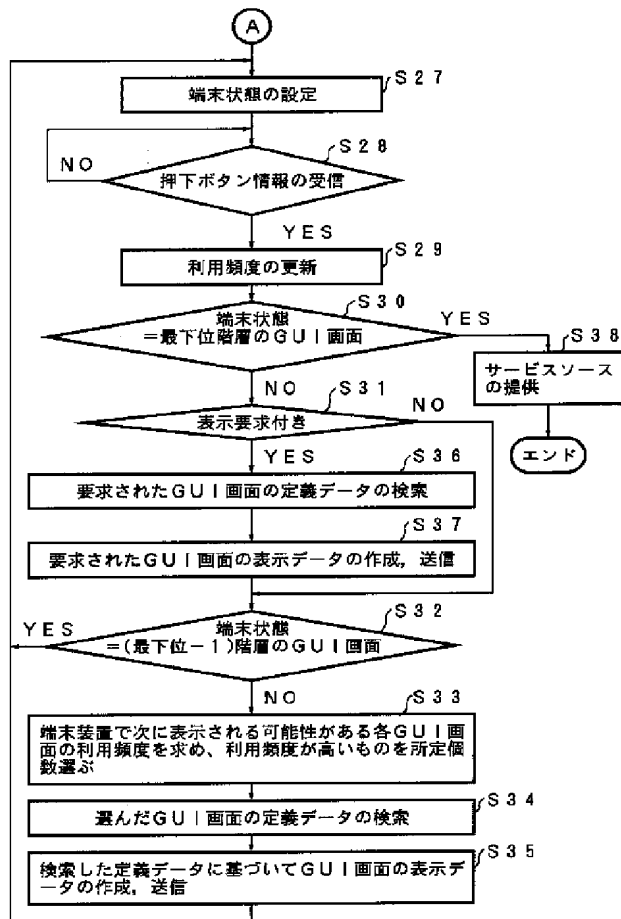 A
S27
端末状態の設定
S28
NO
押下ボタン情報の受信
YES
S29
利用頻度の更新
S30
端末状態
=最下位階層のGUI画面
YES
S38
サービスソース
の提供
エンド
NO
S31
表示要求付き
NO
YES
S36
要求されたGUI画面の定義データの検索
S37
要求されたGUI画面の表示データの作成,送信
S32
YES
端末状態
=(最下位-1)階層のGUI画面
NO
S33
端末装置で次に表示される可能性がある各GUI画
面の利用頻度を求め、利用頻度が高いものを所定個
数選ぶ
S34
選んだGUI画面の定義データの検索
S35
検索した定義データに基づいてGUI画面の表示デ
ータの作成,送信